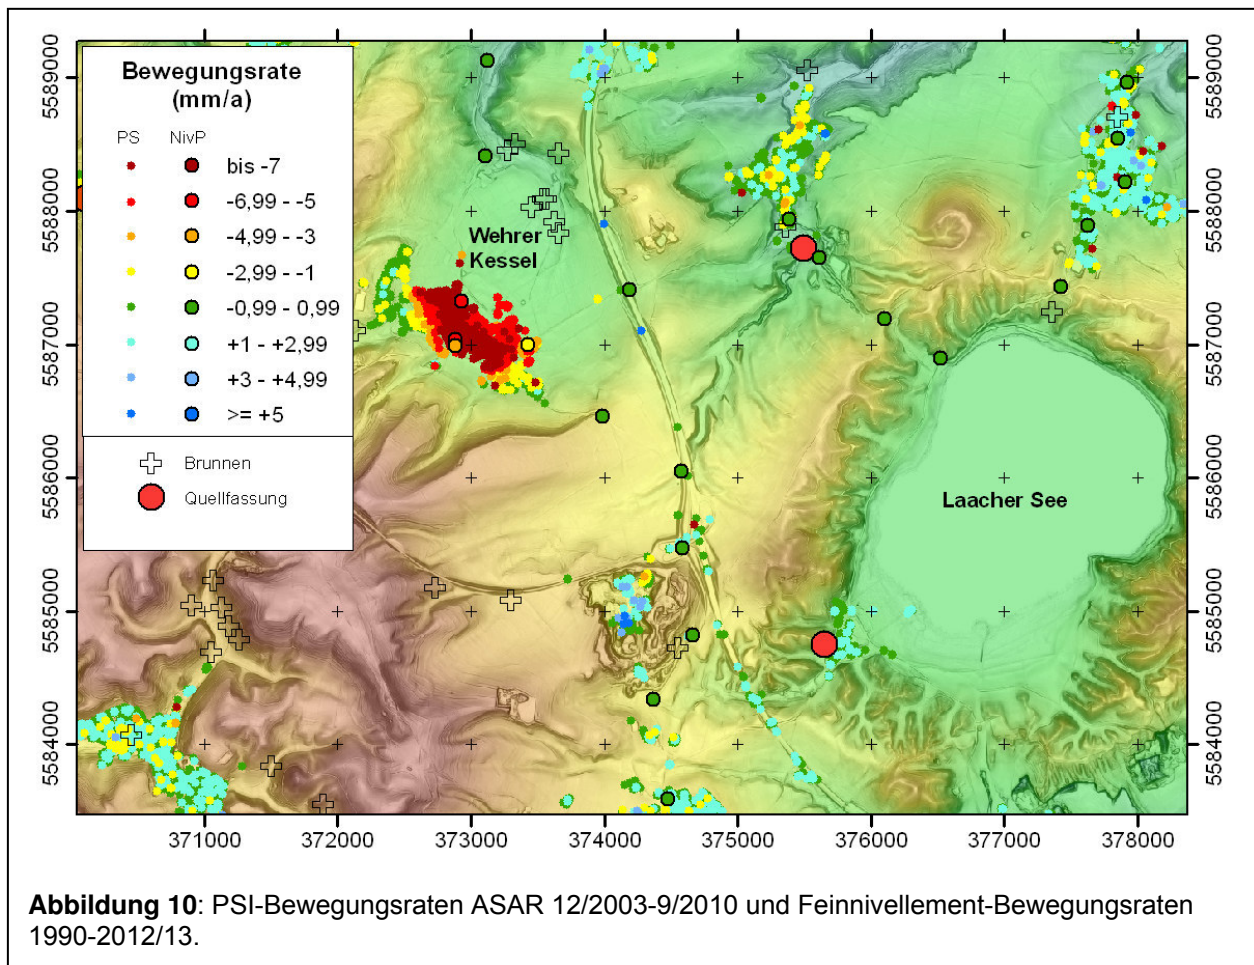 5589000
5588000
5587000
5586000
5585000
5584000
Bewegungsrate
(mm/a)
PS NivP
bis -7
-6,99 - -5
-4,99 - -3
-2,99 - -1
-0,99 - 0,99
+1 - +2,99
+3 - +4,99
>= +5
Brunnen
Quellfassung
Wehrer
Kessel
Laacher See
5589000
5588000
5587000
5586000
5585000
5584000
371000 372000 373000 374000 375000 376000 377000 378000
Abbildung 10: PSI-Bewegungsraten ASAR 12/2003-9/2010 und Feinnivellement-Bewegungsraten
1990-2012/13.